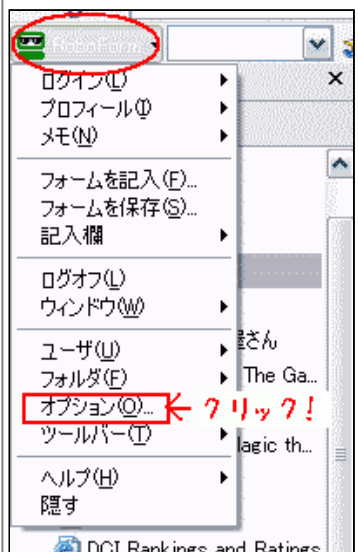 RoboForm
ログイン(L)
プロフィール(I)
メモ(N)
フォームを記入(F)...
フォームを保存(S)...
記入欄
ログオフ(L)
ウィンドウ(W)
ユーザ(U)
屋さん
フォルダ(F)
The Ga...
オプション(O)...
クリック!
ツールバー(T)
agic th...
ヘルプ(H)
隠す
DCI Rankings and Ratings